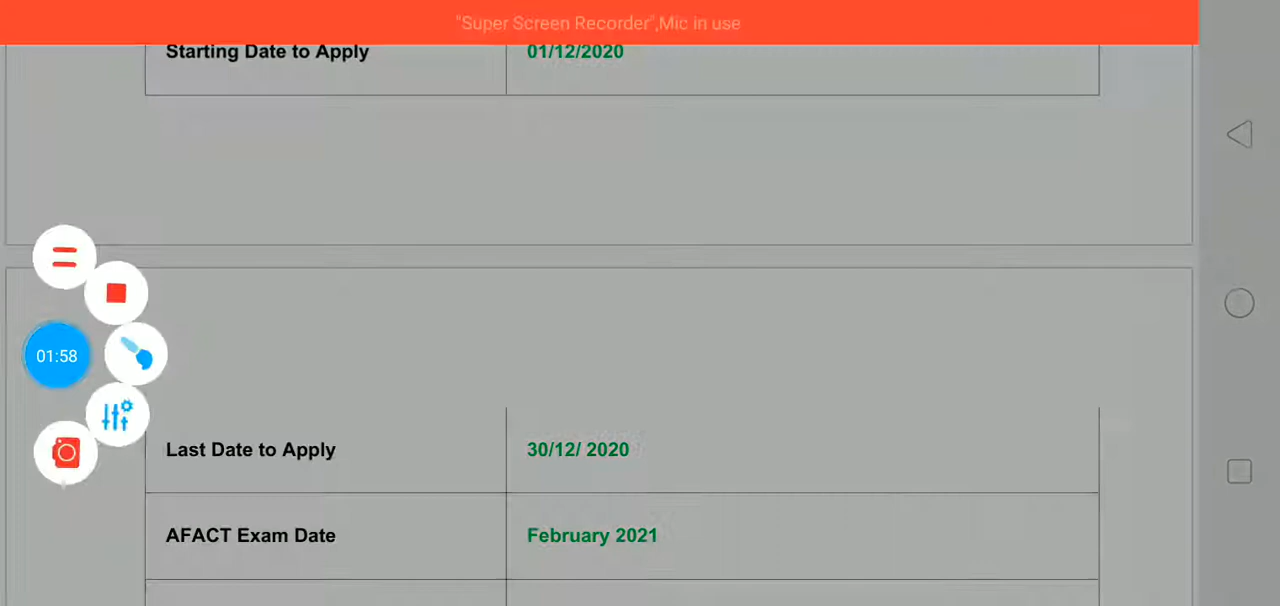 "Super Screen Recorder",Mic in use
Starting Date to Apply 01/12/2020
01:58
Last Date to Apply 30/12/ 2020
AFACT Exam Date February 2021